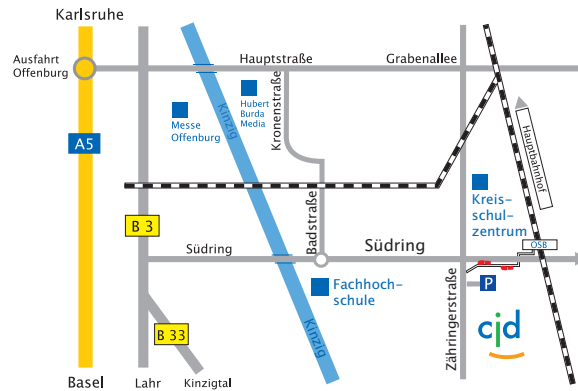 Karlsruhe
Ausfahrt
Offenburg
Hauptstraße
Grabenallee
Kinzig
Kronenstraße
Hubert
Burda
Media
Messe
Offenburg
A5
Hauptbahnhof
Kreis-
schul-
zentrum
B 3
Badstraße
Südring
Südring
OSB
Fachhoch-
schule
Zähringerstraße
P
Kinzig
cjd
B 33
Basel
Lahr
Kinzigtal